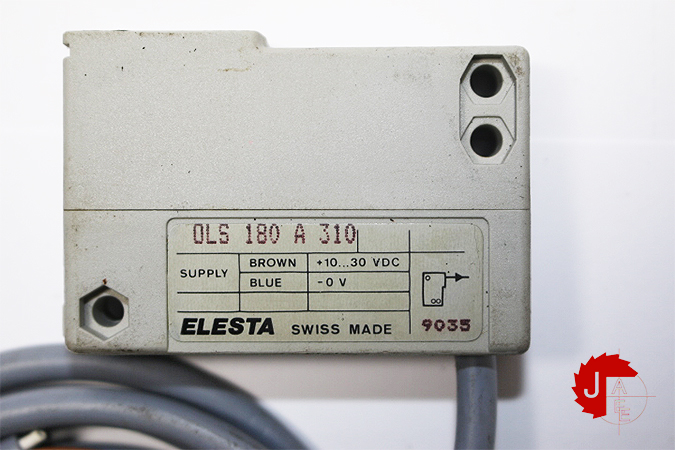 OLS 180 A 310
SUPPLY BROWN +10...30 VDC
BLUE -0 V
ELESTA SWISS MADE 9035
J